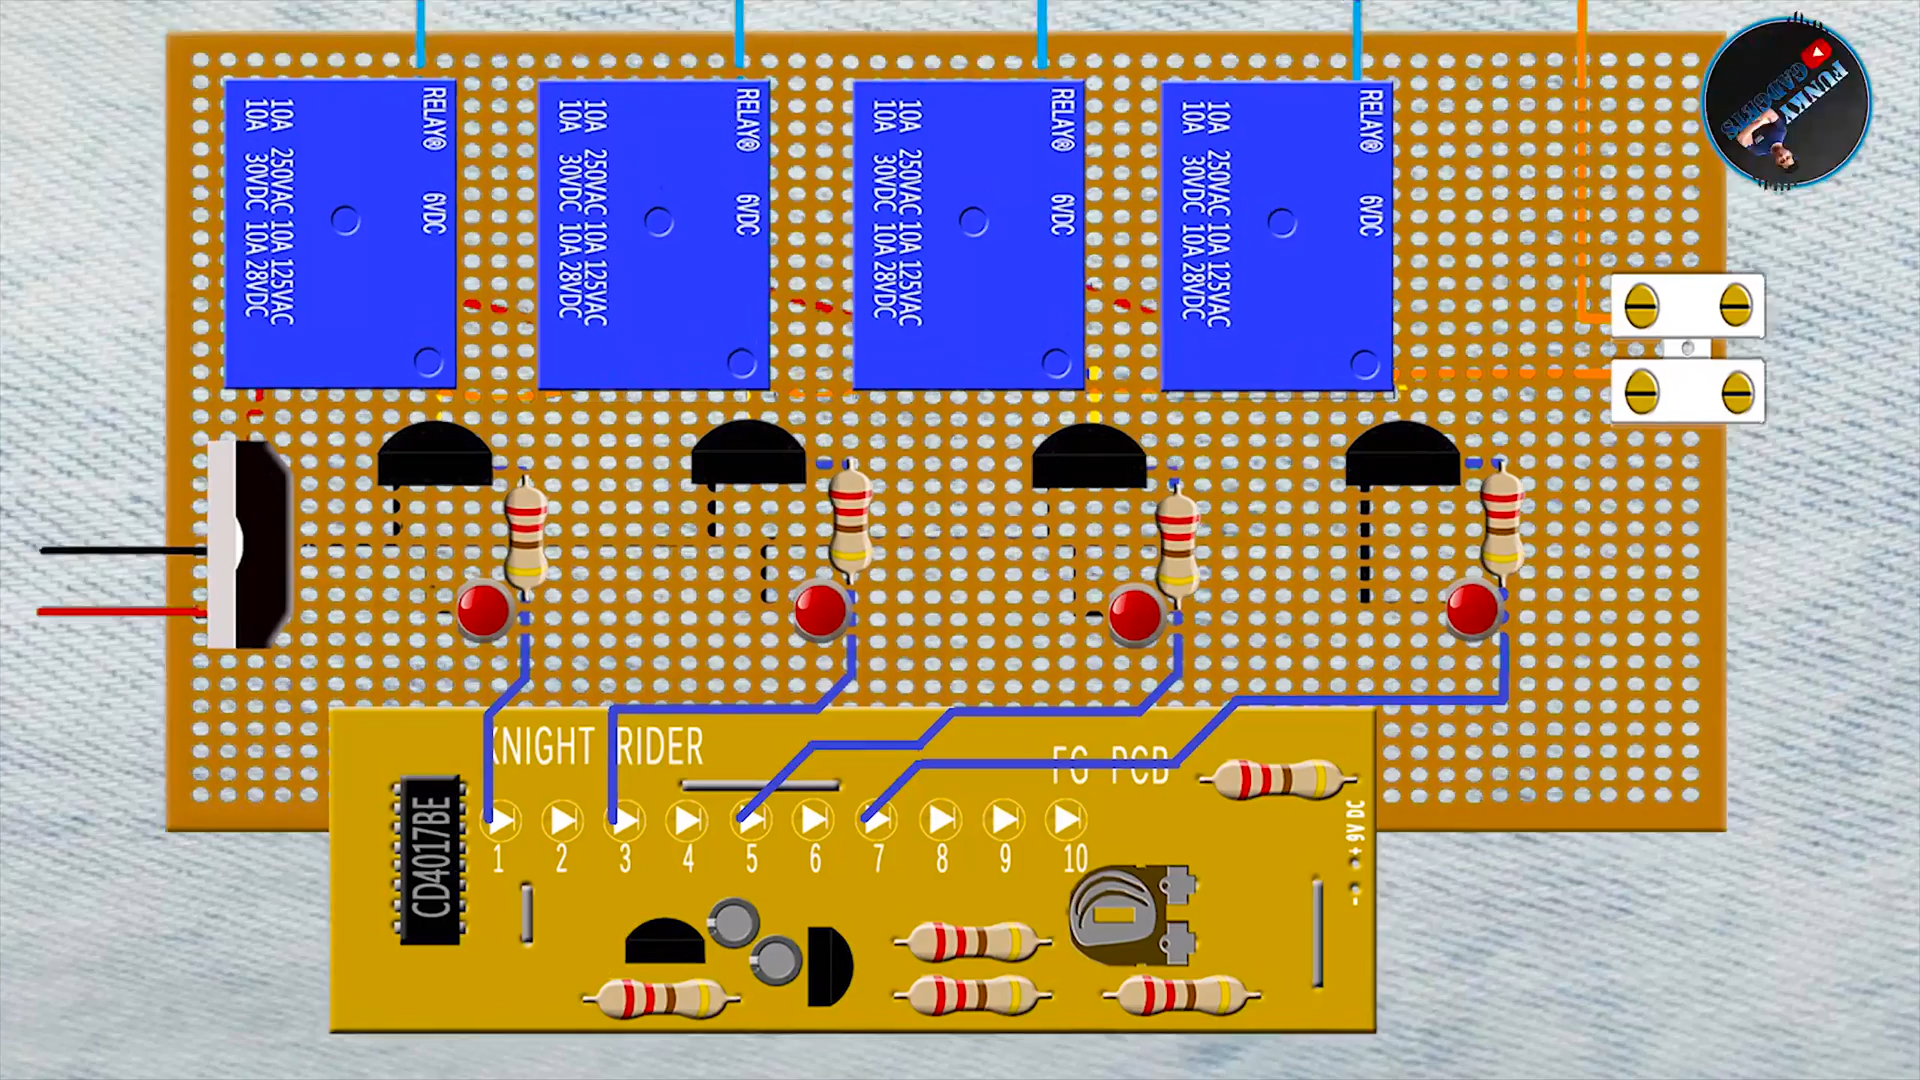 RELAY® 6VDC
10A 250VAC 10A 125VAC
10A 30VDC 10A 28VDC
RELAY® 6VDC
10A 250VAC 10A 125VAC
10A 30VDC 10A 28VDC
RELAY® 6VDC
10A 250VAC 10A 125VAC
10A 30VDC 10A 28VDC
RELAY® 6VDC
10A 250VAC 10A 125VAC
10A 30VDC 10A 28VDC
FUNKY
GADGETS
KNIGHT RIDER
FG PCB
CD4017BE
1 2 3 4 5 6 7 8 9 10
- + 9V DC